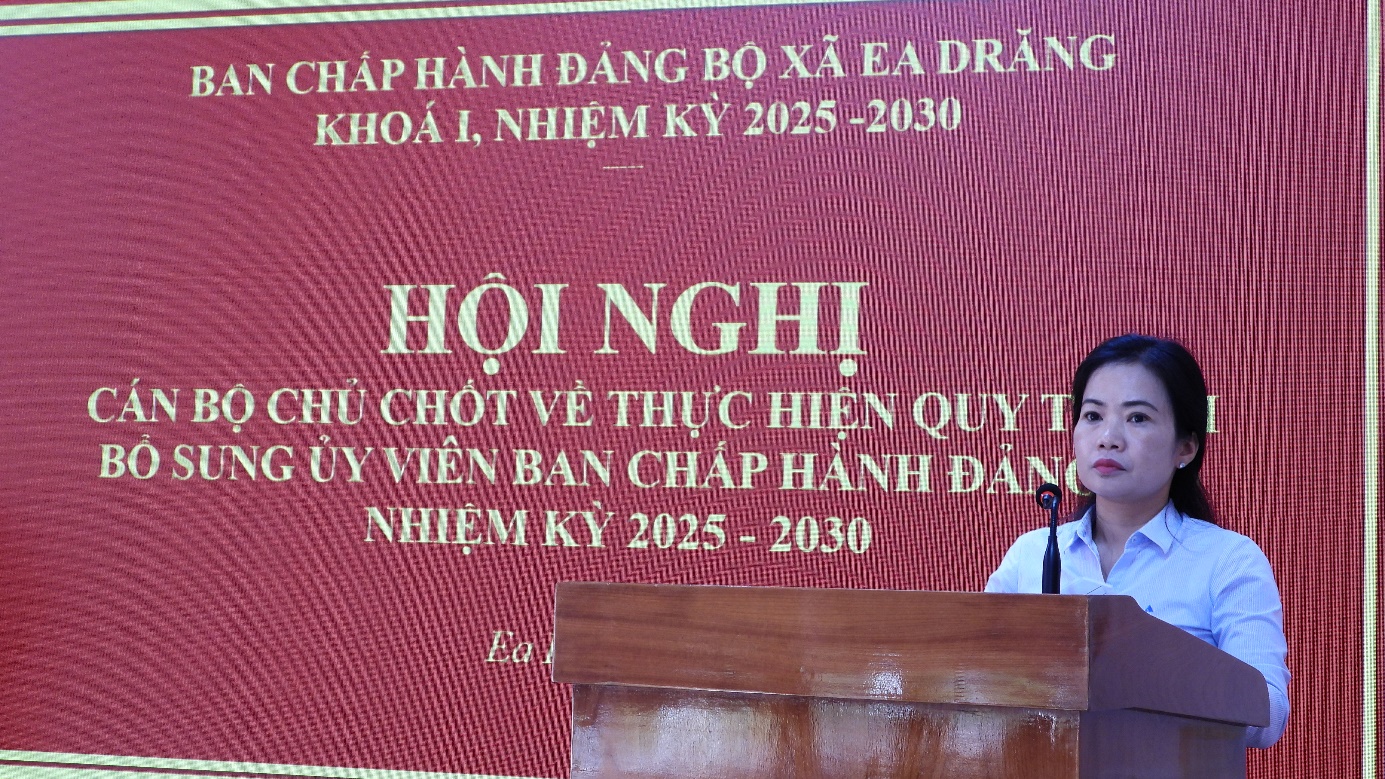 BAN CHẤP HÀNH ĐẢNG BỘ XÃ EA DRĂNG
KHOÁ I, NHIỆM KỲ 2025 -2030
HỘI NGHỊ
CÁN BỘ CHỦ CHỐT VỀ THỰC HIỆN QUY
BỔ SUNG ỦY VIÊN BAN CHẤP HÀNH ĐẢNG
NHIỆM KỲ 2025 - 2030
Ea